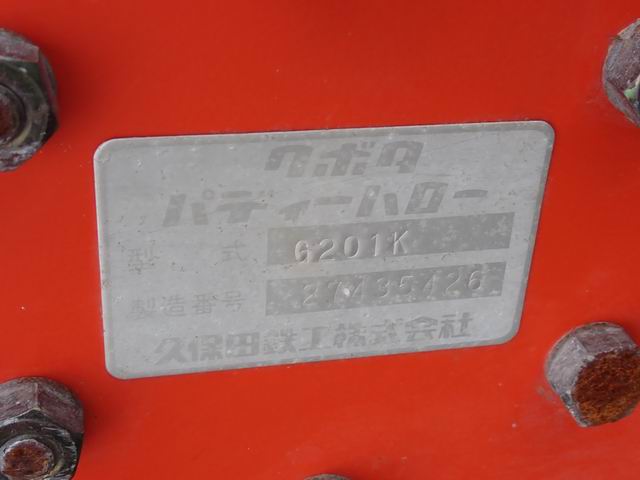 クボタ
パディーハロー
型式 G201K
製造番号 27435426
久保田鉄工株式会社